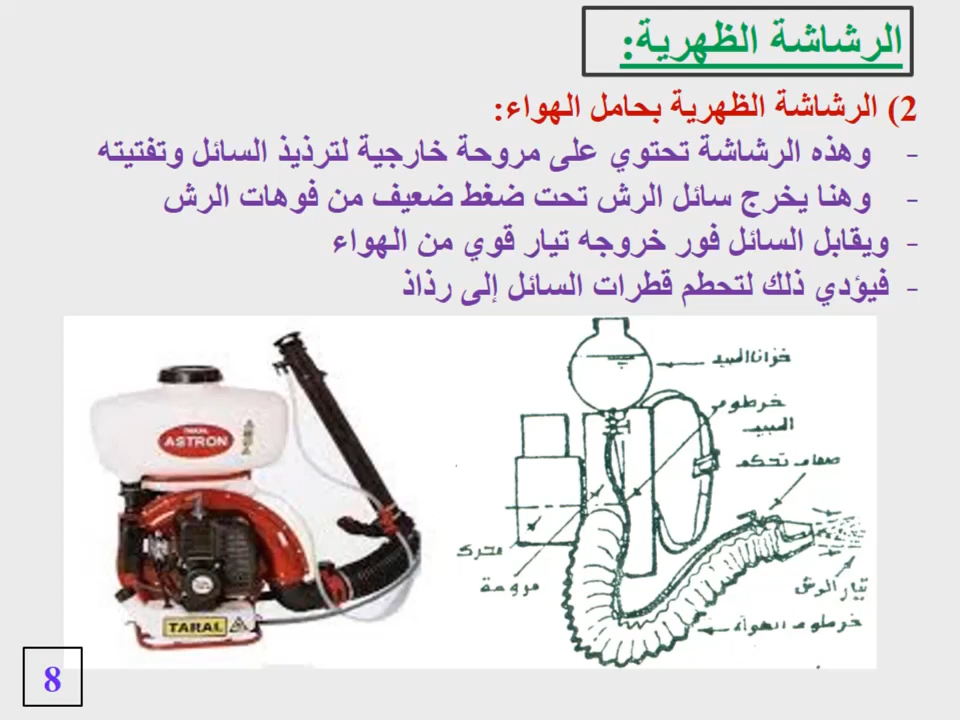 الرشاشة الظهرية:
2) الرشاشة الظهرية بحامل الهواء:
- وهذه الرشاشة تحتوي على مروحة خارجية لترذيذ السائل وتفتيته
- وهنا يخرج سائل الرش تحت ضغط ضعيف من فوهات الرش
- ويقابل السائل فور خروجه تيار قوي من الهواء
- فيؤدي ذلك لتحطم قطرات السائل إلى رذاذ
خزان المبيد
خرطوم
المبيد
صمام تحكم
محرك
مروحة
تيار الرش
خرطوم الهواء
TARAL
ASTRON
TARAL
8